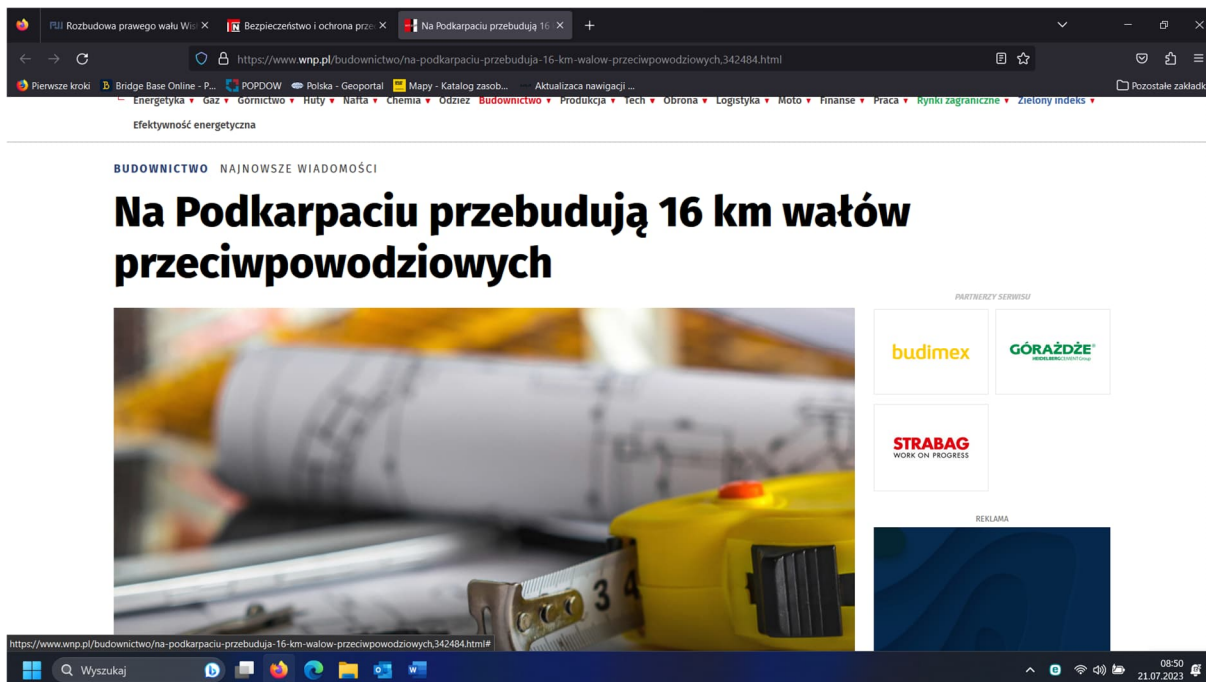 Rozbudowa prawego wału Wis
Bezpieczeństwo i ochrona prze
Na Podkarpaciu przebudują 16
https://www.wnp.pl/budownictwo/na-podkarpaciu-przebuduja-16-km-walow-przeciwpowodziowych,342484.html
Pierwsze kroki Bridge Base Online - P... POPDOW Polska - Geoportal Mapy - Katalog zasob... Aktualizaca nawigacji ... Pozostałe zakładk
Energetyka Gaz Górnictwo Huty Nafta Chemia Odzież Budownictwo Produkcja Tech Obrona Logistyka Moto Finanse Praca Rynki zagraniczne Zielony indeks
Efektywność energetyczna
BUDOWNICTWO NAJNOWSZE WIADOMOŚCI
Na Podkarpaciu przebudują 16 km wałów
przeciwpowodziowych
PARTNERZY SERWISU
budimex
GÓRAŻDŻE
HEIDELBERGCEMENT Group
STRABAG
WORK ON PROGRESS
REKLAMA
3 4
https://www.wnp.pl/budownictwo/na-podkarpaciu-przebuduja-16-km-walow-przeciwpowodziowych,342484.html#
Wyszukaj
08:50
21.07.2023